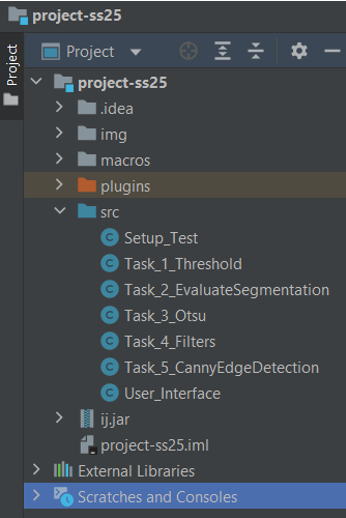 project-ss25
Project
Project
project-ss25
.idea
img
macros
plugins
src
Setup_Test
Task_1_Threshold
Task_2_EvaluateSegmentation
Task_3_Otsu
Task_4_Filters
Task_5_CannyEdgeDetection
User_Interface
ij.jar
project-ss25.iml
External Libraries
Scratches and Consoles